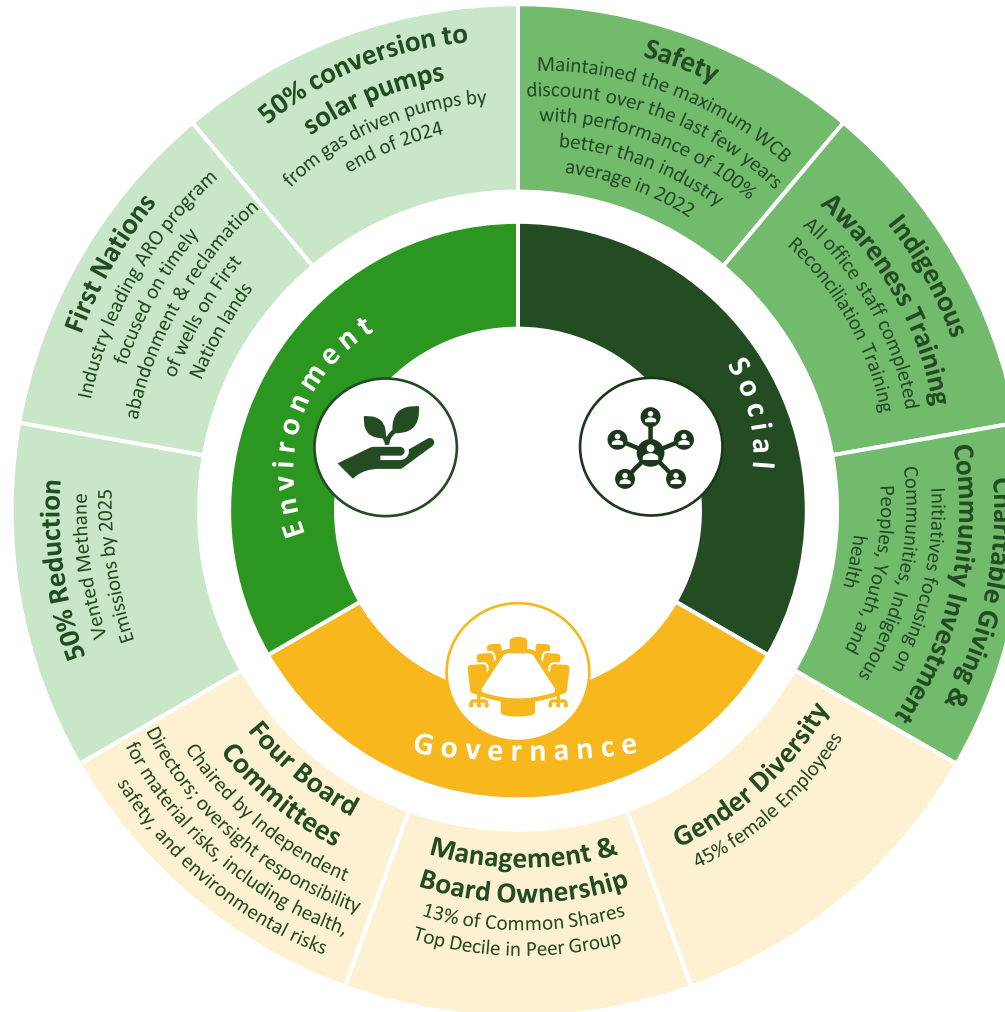 50% conversion to
solar pumps
from gas driven pumps by
end of 2024
Safety
Maintained the maximum WCB
discount over the last few years
with performance of 100%
better than industry
average in 2022
Indigenous
Awareness Training
All office staff completed
Reconciliation Training
Charitable Giving &
Community Investment
Initiatives focusing on
Communities, Indigenous
Peoples, Youth, and
health
Gender Diversity
45% female Employees
Management &
Board Ownership
13% of Common Shares
Top Decile in Peer Group
Four Board
Committees
Chaired by Independent
Directors; oversight responsibility
for material risks, including health,
safety, and environmental risks
50% Reduction
Vented Methane
Emissions by 2025
First Nations
Industry leading ARO program
focused on timely
abandonment & reclamation
of wells on First
Nation lands
Environment
Social
Governance